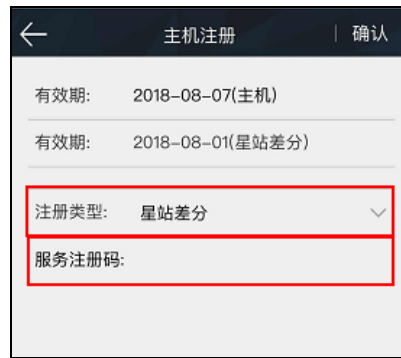 主机注册 | 确认
有效期: 2018-08-07(主机)
有效期: 2018-08-01(星站差分)
注册类型: 星站差分
服务注册码: